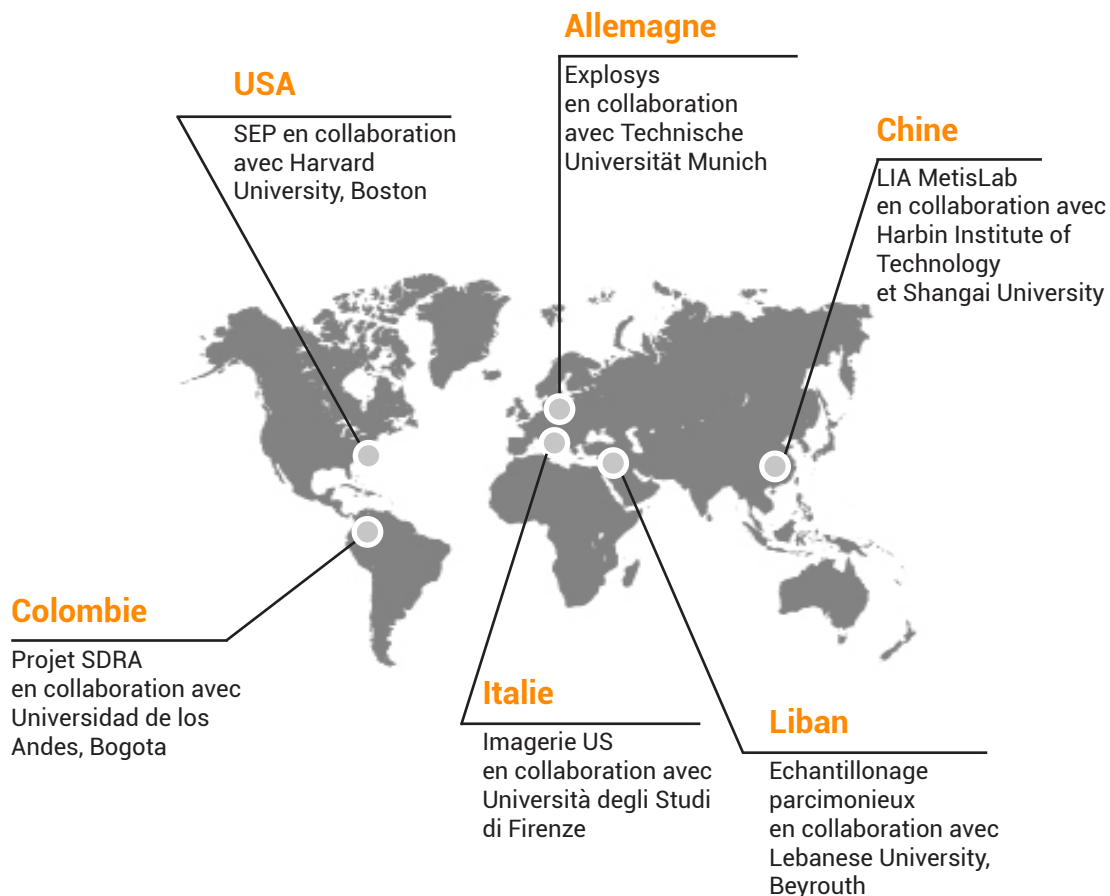 Allemagne
Explosys
en collaboration
avec Technische
Universität Munich
USA
SEP en collaboration
avec Harvard
University, Boston
Chine
LIA MetisLab
en collaboration avec
Harbin Institute of
Technology
et Shangai University
Colombie
Projet SDRA
en collaboration avec
Universidad de los
Andes, Bogota
Italie
Imagerie US
en collaboration avec
Università degli Studi
di Firenze
Liban
Echantillonage
parcimonieux
en collaboration avec
Lebanese University,
Beyrouth